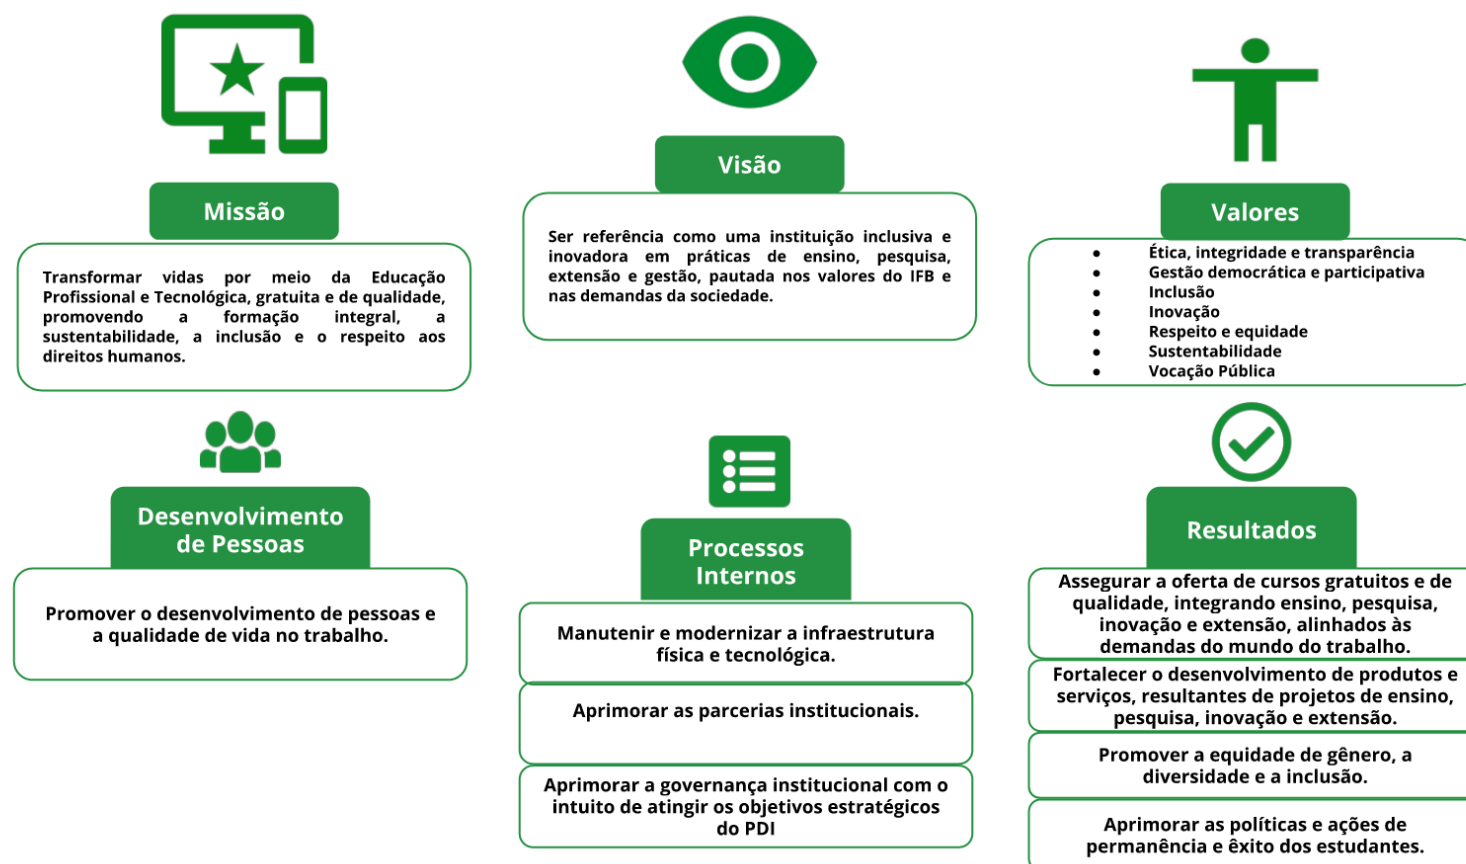 Missão
Transformar vidas por meio da Educação
Profissional e Tecnológica, gratuita e de qualidade,
promovendo a formação integral, a
sustentabilidade, a inclusão e o respeito aos
direitos humanos.
Visão
Ser referência como uma instituição inclusiva e
inovadora em práticas de ensino, pesquisa,
extensão e gestão, pautada nos valores do IFB e
nas demandas da sociedade.
Valores
● Ética, integridade e transparência
● Gestão democrática e participativa
● Inclusão
● Inovação
● Respeito e equidade
● Sustentabilidade
● Vocação Pública
Desenvolvimento
de Pessoas
Promover o desenvolvimento de pessoas e
a qualidade de vida no trabalho.
Processos
Internos
Manutenir e modernizar a infraestrutura
física e tecnológica.
Aprimorar as parcerias institucionais.
Aprimorar a governança institucional com o
intuito de atingir os objetivos estratégicos
do PDI
Resultados
Assegurar a oferta de cursos gratuitos e de
qualidade, integrando ensino, pesquisa,
inovação e extensão, alinhados às
demandas do mundo do trabalho.
Fortalecer o desenvolvimento de produtos e
serviços, resultantes de projetos de ensino,
pesquisa, inovação e extensão.
Promover a equidade de gênero, a
diversidade e a inclusão.
Aprimorar as políticas e ações de
permanência e êxito dos estudantes.